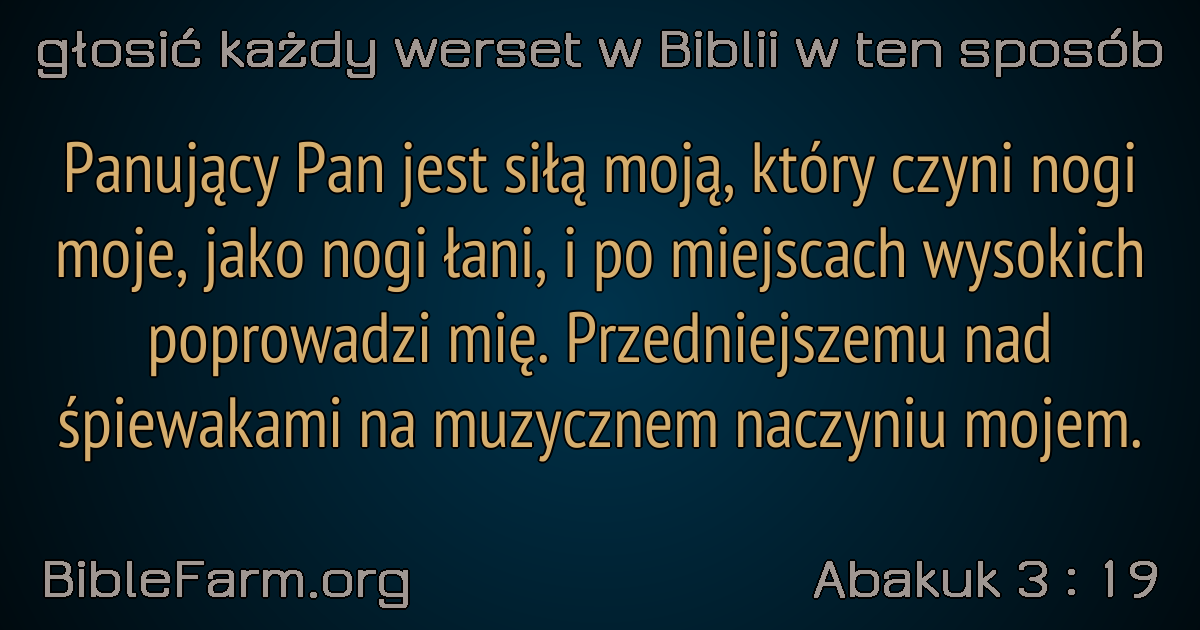 głosić każdy werset w Biblii w ten sposób
Panujący Pan jest siłą moją, który czyni nogi
moje, jako nogi łani, i po miejscach wysokich
poprowadzi mię. Przedniejszemu nad
śpiewakami na muzycznem naczyniu mojem.
BibleFarm.org
Abakuk 3 : 19